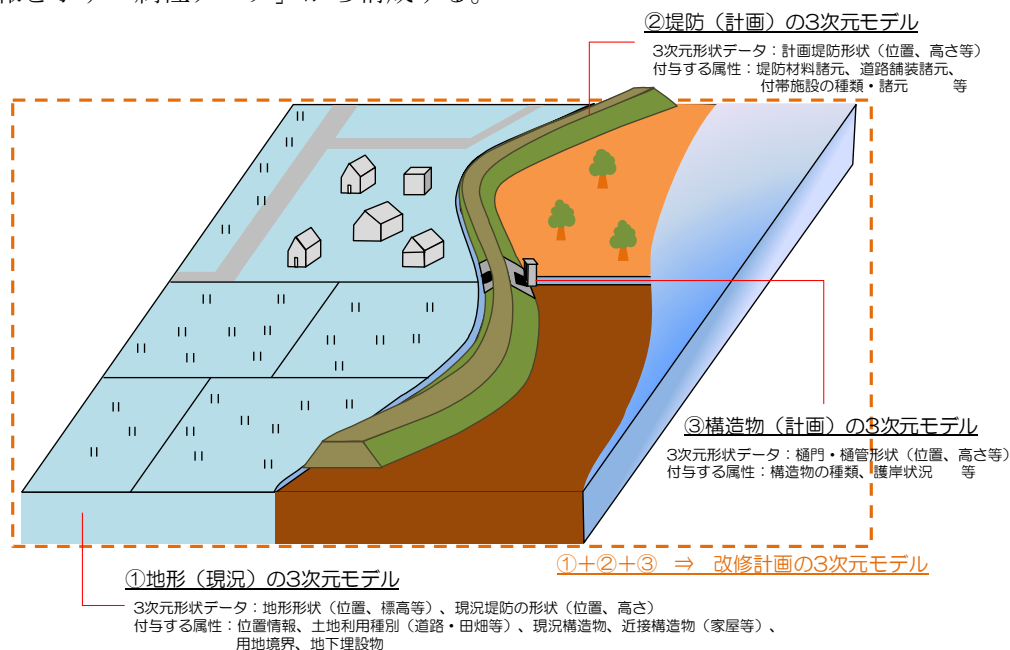 ②堤防（計画）の3次元モデル
3次元形状データ：計画堤防形状（位置、高さ等）
付与する属性：堤防材料諸元、道路舗装諸元、
付帯施設の種類・諸元　　等
③構造物（計画）の3次元モデル
3次元形状データ：樋門・樋管形状（位置、高さ等）
付与する属性：構造物の種類、護岸状況　等
①+②+③　⇒　改修計画の3次元モデル
①地形（現況）の3次元モデル
3次元形状データ：地形形状（位置、標高等）、現況堤防の形状（位置、高さ）
付与する属性：位置情報、土地利用種別（道路・田畑等）、現況構造物、近接構造物（家屋等）、
用地境界、地下埋設物